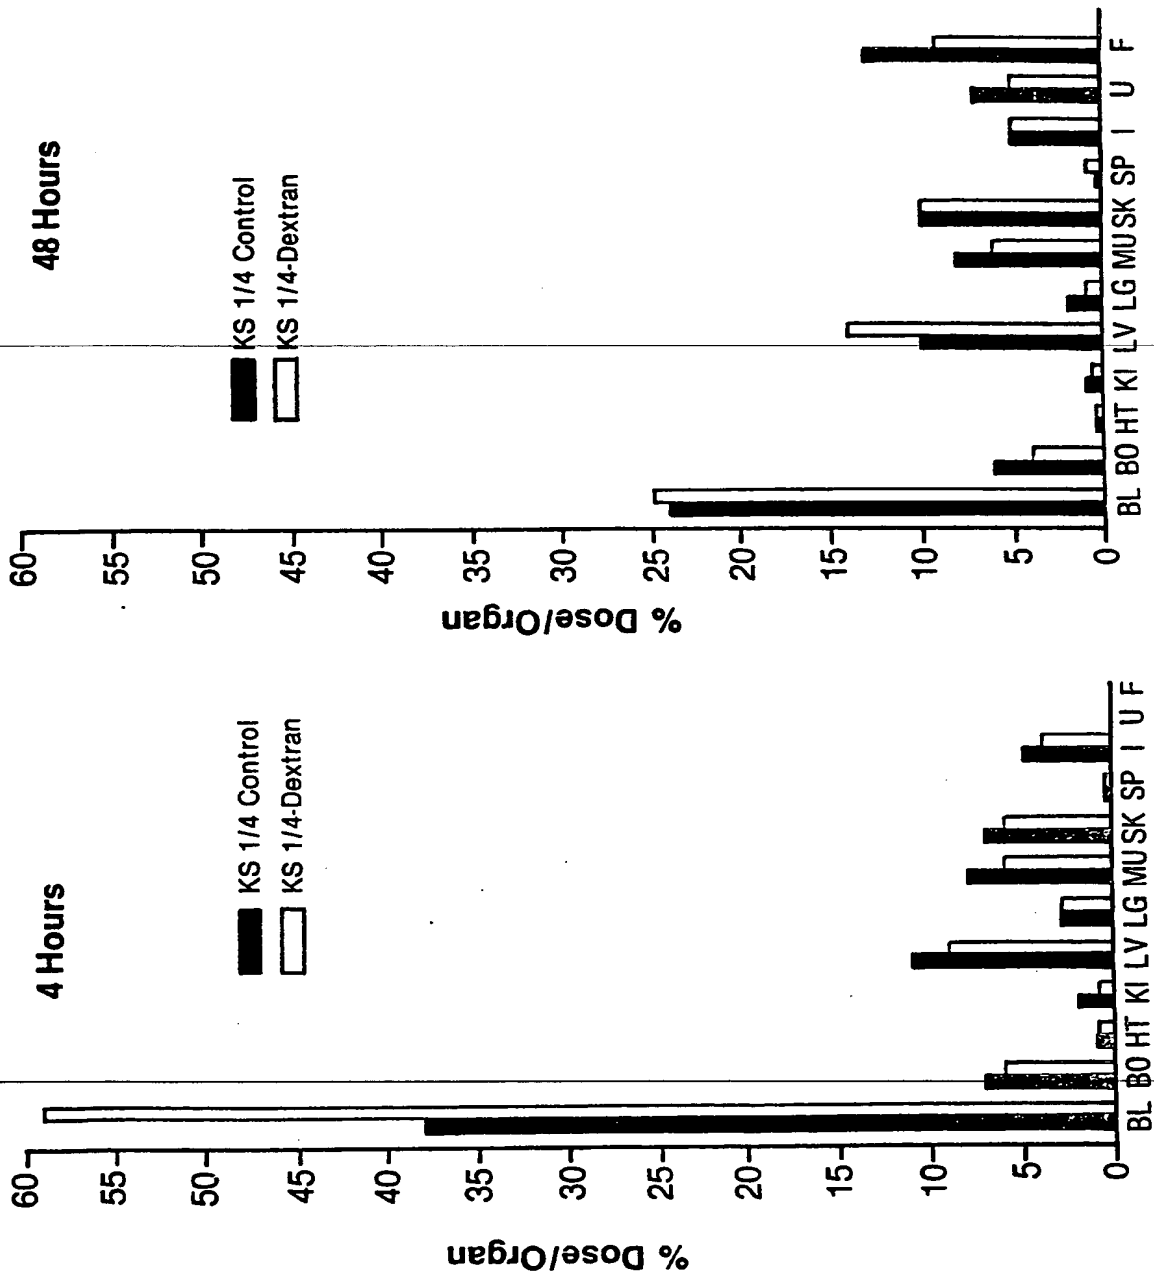 4 Hours
KS 1/4 Control
KS 1/4-Dextran
% Dose/Organ
60
55
50
45
40
35
30
25
20
15
10
5
0
BL BO HT KI LV LG MU SK SP I U F
48 Hours
KS 1/4 Control
KS 1/4-Dextran
% Dose/Organ
60
55
50
45
40
35
30
25
20
15
10
5
0
BL BO HT KI LV LG MU SK SP I U F